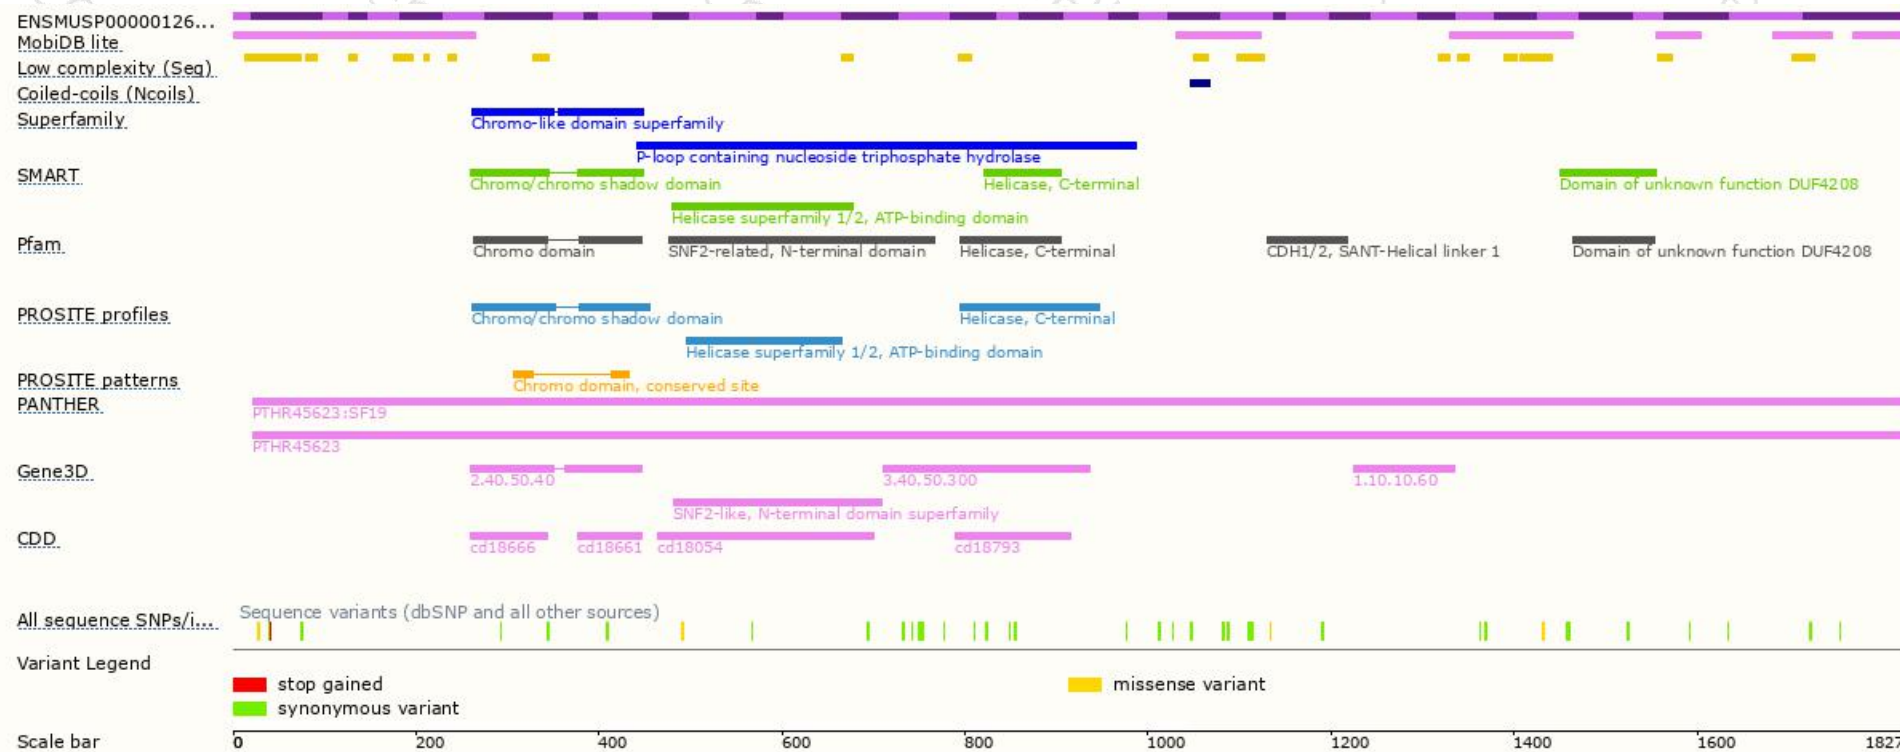 ENSMUSP00000126...
MobiDB lite
Low complexity (Seg)
Coiled-coils (Ncoils)
Superfamily
Chromo-like domain superfamily
P-loop containing nucleoside triphosphate hydrolase
SMART
Chromo/chromo shadow domain
Helicase, C-terminal
Domain of unknown function DUF4208
Helicase superfamily 1/2, ATP-binding domain
Pfam
Chromo domain
SNF2-related, N-terminal domain
Helicase, C-terminal
CDH1/2, SANT-Helical linker 1
Domain of unknown function DUF4208
PROSITE profiles
Chromo/chromo shadow domain
Helicase, C-terminal
Helicase superfamily 1/2, ATP-binding domain
PROSITE patterns
Chromo domain, conserved site
PANTHER
PTHR45623:SF19
PTHR45623
Gene3D
2.40.50.40
3.40.50.300
1.10.10.60
SNF2-like, N-terminal domain superfamily
CDD
cd18666
cd18661
cd18054
cd18793
All sequence SNPs/i...
Sequence variants (dbSNP and all other sources)
Variant Legend
stop gained
missense variant
synonymous variant
Scale bar
0 200 400 600 800 1000 1200 1400 1600 1827